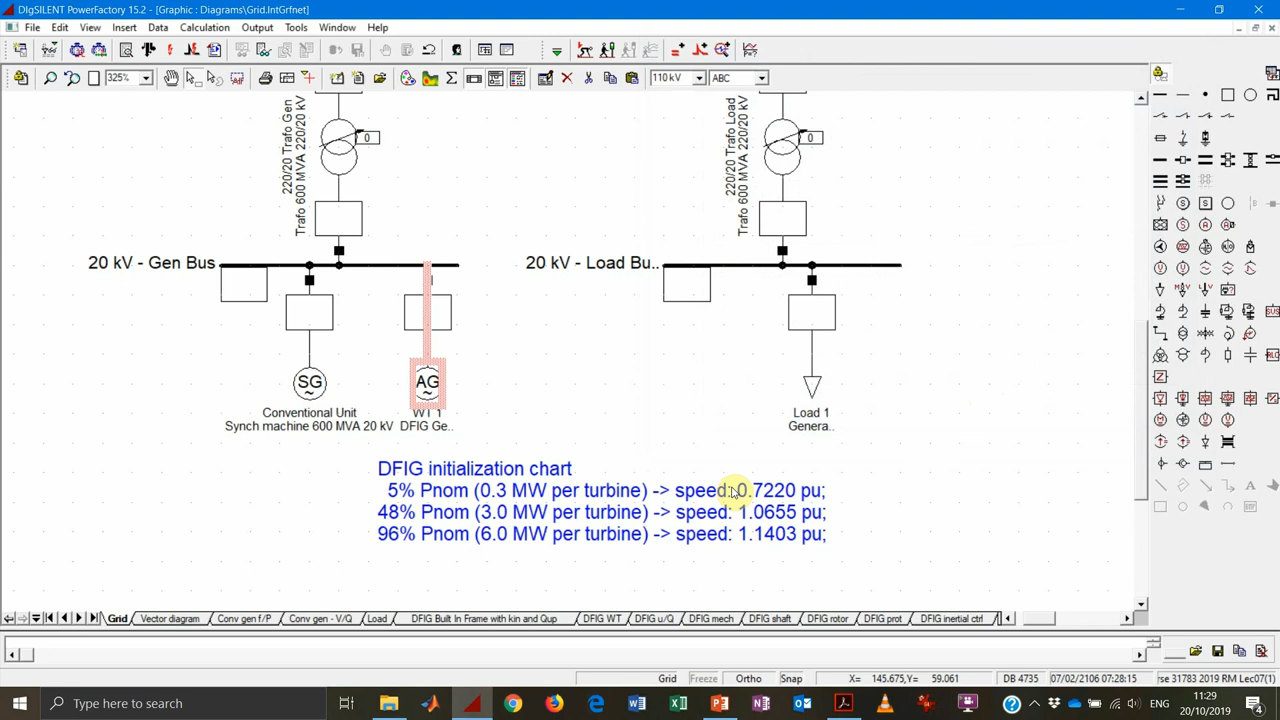 DIgSILENT PowerFactory 15.2 - [Graphic : Diagrams\Grid.IntGrfnet]
File Edit View Insert Data Calculation Output Tools Window Help
325% 110 kV ABC
220/20 Trafo Gen
Trafo 600 MVA 220/20 kV
0
220/20 Trafo Load
Trafo 600 MVA 220/20 kV
0
20 kV - Gen Bus
20 kV - Load Bu..
SG
~
AG
~
Conventional Unit
Synch machine 600 MVA 20 kV
WT 1
DFIG Ge..
Load 1
Genera..
DFIG initialization chart
5% Pnom (0.3 MW per turbine) -> speed: 0.7220 pu;
48% Pnom (3.0 MW per turbine) -> speed: 1.0655 pu;
96% Pnom (6.0 MW per turbine) -> speed: 1.1403 pu;
Grid Vector diagram Conv gen f/P Conv gen - V/Q Load DFIG Built In Frame with kin and Qup DFIG WT DFIG u/Q DFIG mech DFIG shaft DFIG rotor DFIG prot DFIG inertial ctrl
Grid Freeze Ortho Snap X= 145.675, Y= 59.061 DB 4735 07/02/2106 07:28:15 rse 31783 2019 REM Lec07(1)
Type here to search
11:29
20/10/2019